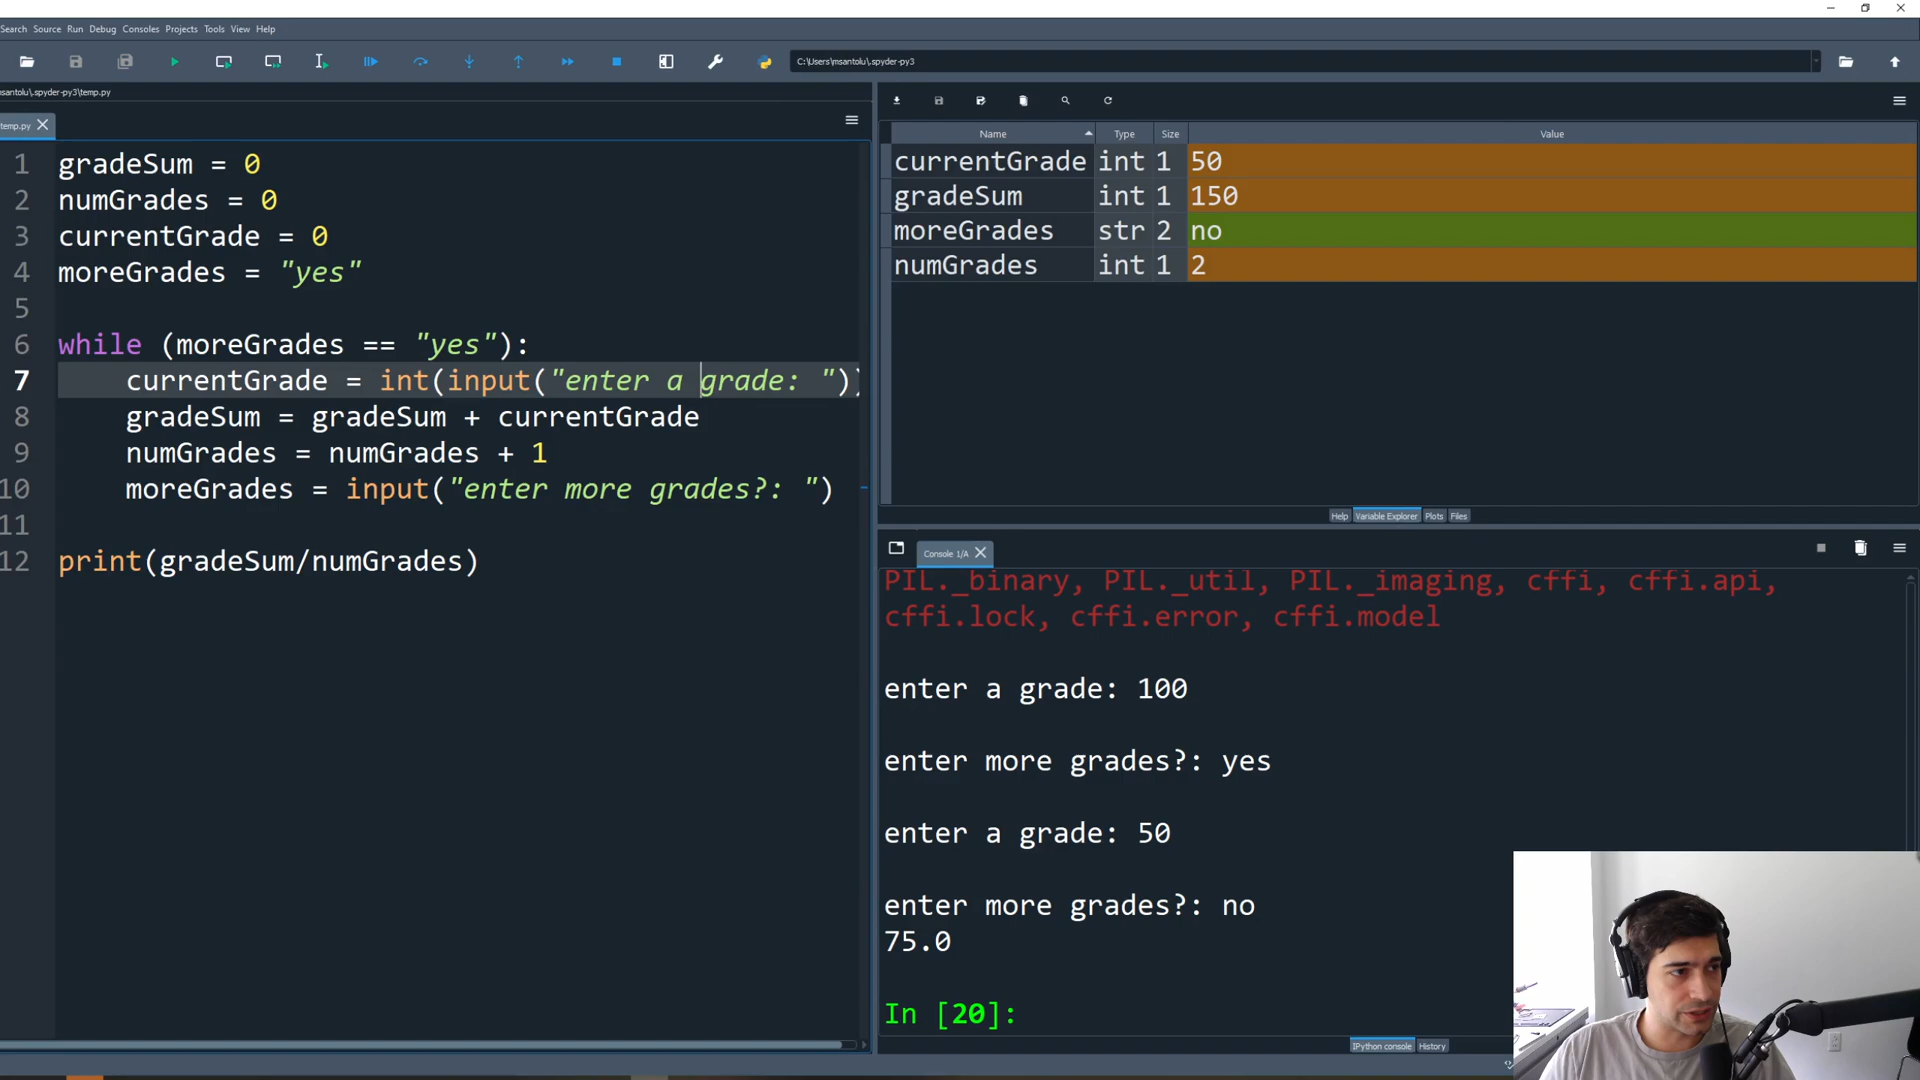 Search Source Run Debug Consoles Projects Tools View Help
C:\Users\msantolu\.spyder-py3
santolu\.spyder-py3\temp.py
temp.py
1 gradeSum = 0
2 numGrades = 0
3 currentGrade = 0
4 moreGrades = "yes"
5
6 while (moreGrades == "yes"):
7 currentGrade = int(input("enter a grade: "))
8 gradeSum = gradeSum + currentGrade
9 numGrades = numGrades + 1
10 moreGrades = input("enter more grades?: ")
11
12 print(gradeSum/numGrades)
Name Type Size Value
currentGrade int 1 50
gradeSum int 1 150
moreGrades str 2 no
numGrades int 1 2
Help Variable Explorer Plots Files
Console 1/A
PIL._binary, PIL._util, PIL._imaging, cffi, cffi.api,
cffi.lock, cffi.error, cffi.model
enter a grade: 100
enter more grades?: yes
enter a grade: 50
enter more grades?: no
75.0
In [20]:
IPython console History